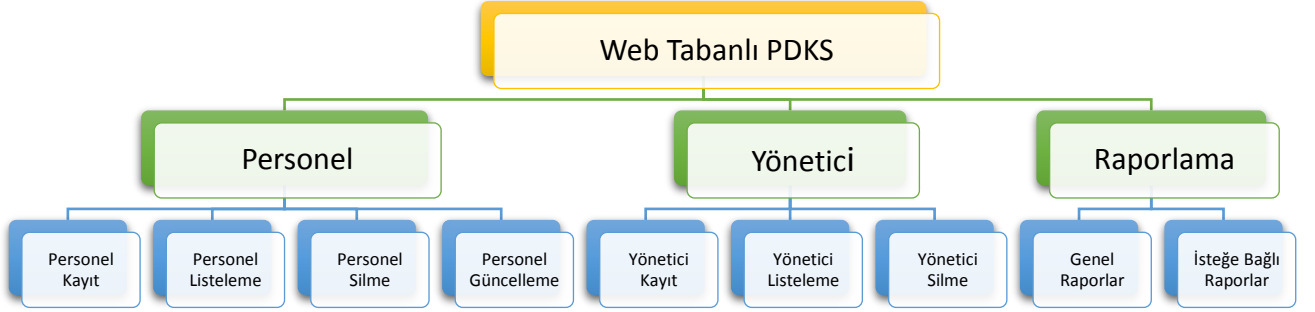 Web Tabanlı PDKS
Personel
Yönetici
Raporlama
Personel
Kayıt
Personel
Listeleme
Personel
Silme
Personel
Güncelleme
Yönetici
Kayıt
Yönetici
Listeleme
Yönetici
Silme
Genel
Raporlar
İsteğe Bağlı
Raporlar